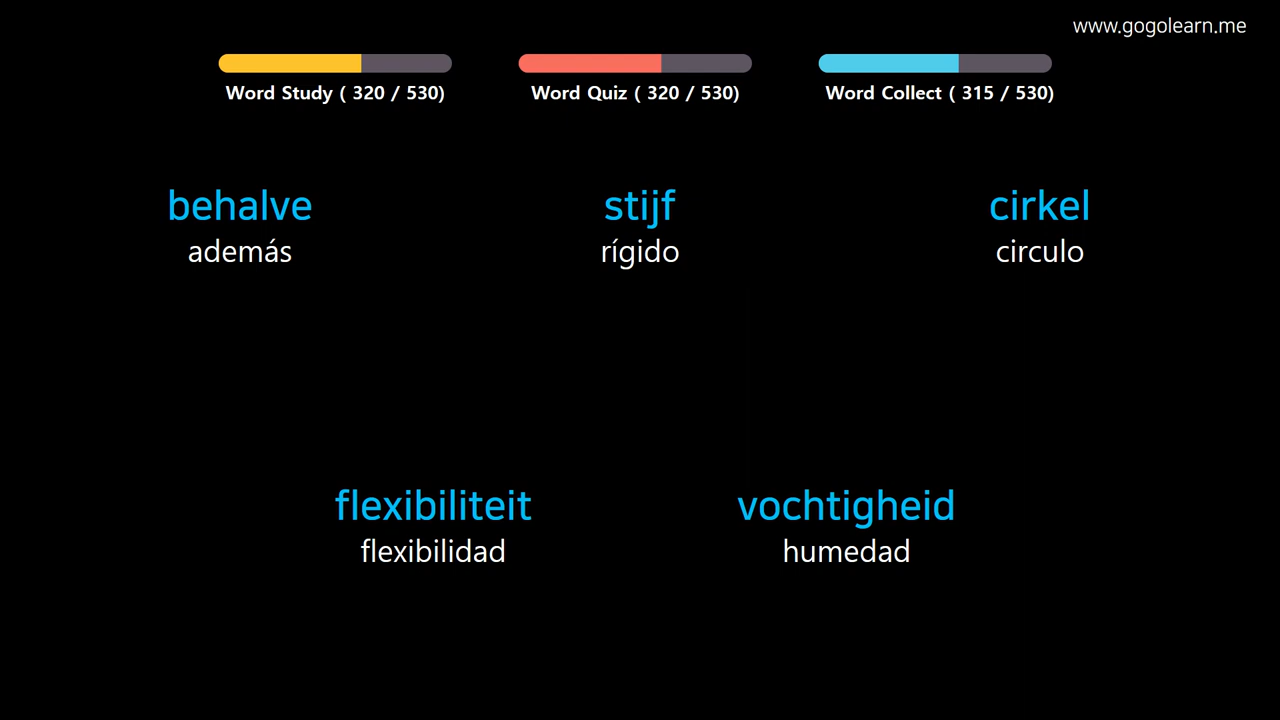 www.gogolearn.me
Word Study ( 320 / 530)
Word Quiz ( 320 / 530)
Word Collect ( 315 / 530)
behalve
además
stijf
rígido
cirkel
circulo
flexibiliteit
flexibilidad
vochtigheid
humedad